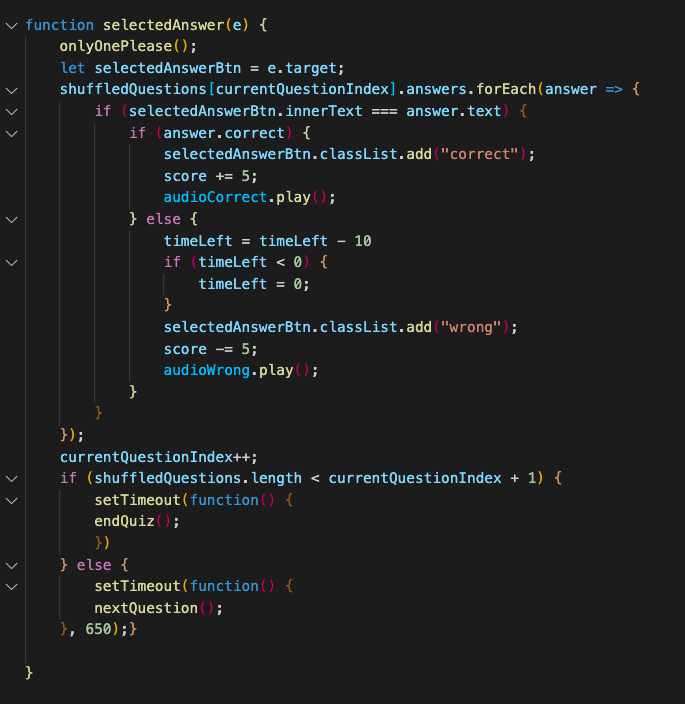 function selectedAnswer(e) {
    onlyOnePlease();
    let selectedAnswerBtn = e.target;
    shuffledQuestions[currentQuestionIndex].answers.forEach(answer => {
        if (selectedAnswerBtn.innerText === answer.text) {
            if (answer.correct) {
                selectedAnswerBtn.classList.add("correct");
                score += 5;
                audioCorrect.play();
            } else {
                timeLeft = timeLeft - 10
                if (timeLeft < 0) {
                    timeLeft = 0;
                }
                selectedAnswerBtn.classList.add("wrong");
                score -= 5;
                audioWrong.play();
            }
        }
    });
    currentQuestionIndex++;
    if (shuffledQuestions.length < currentQuestionIndex + 1) {
        setTimeout(function() {
        endQuiz();
        })
    } else {
        setTimeout(function() {
        nextQuestion();
    }, 650);}

}